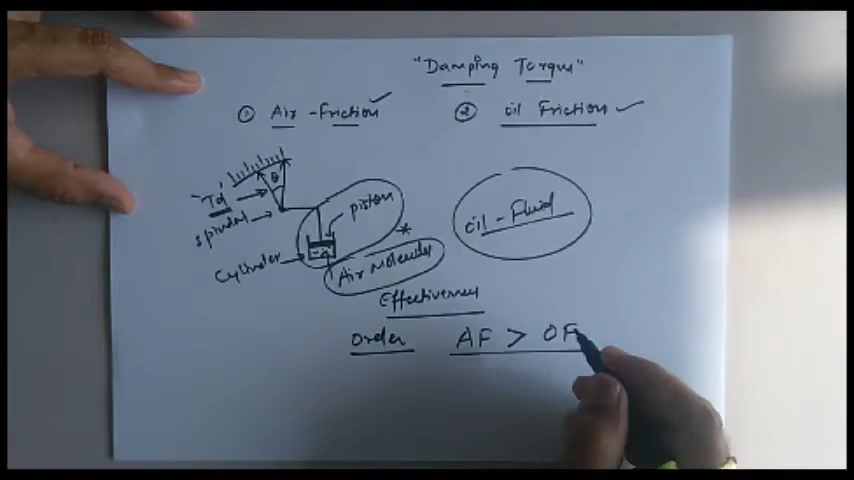 "Damping Torque"
① Air-Friction ② Oil Friction
θ
"Td"
spindal
piston
cylinder
Air molecules
*
oil-Fluid
Effectiveness
order AF > OF